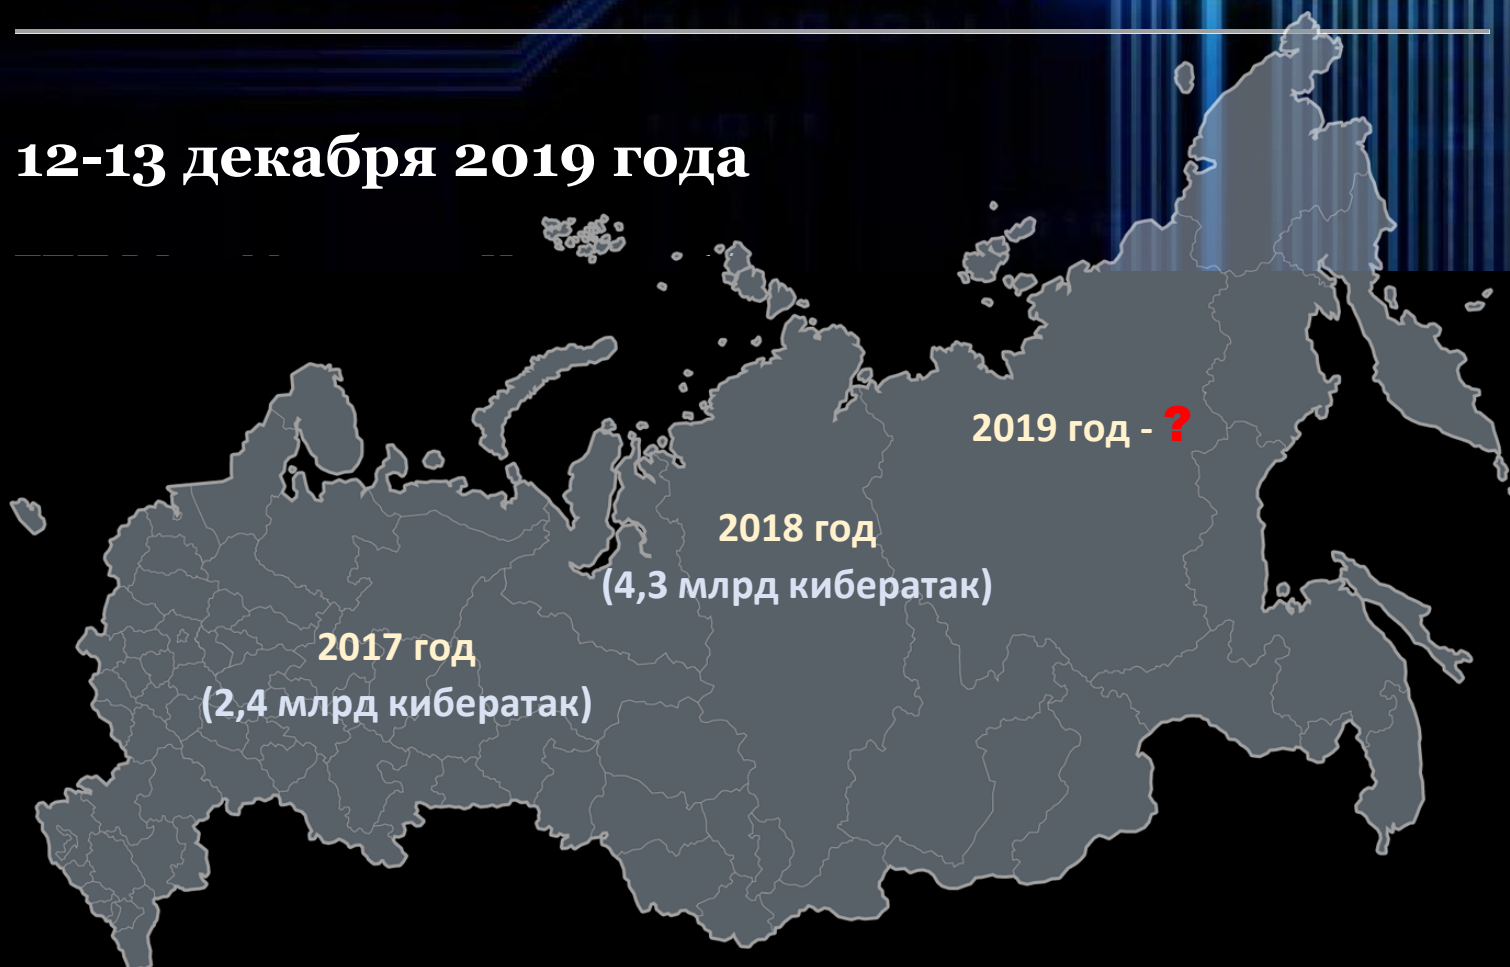 12-13 декабря 2019 года
2019 год - ?
2018 год
(4,3 млрд кибератак)
2017 год
(2,4 млрд кибератак)